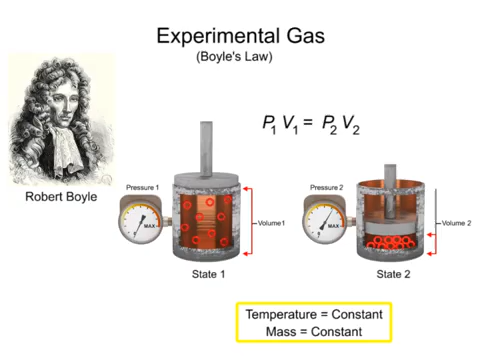 Experimental Gas
(Boyle's Law)
P₁ V₁ = P₂ V₂
Robert Boyle
Pressure 1
MAX
Volume1
State 1
Pressure 2
MAX
Volume 2
State 2
Temperature = Constant
Mass = Constant